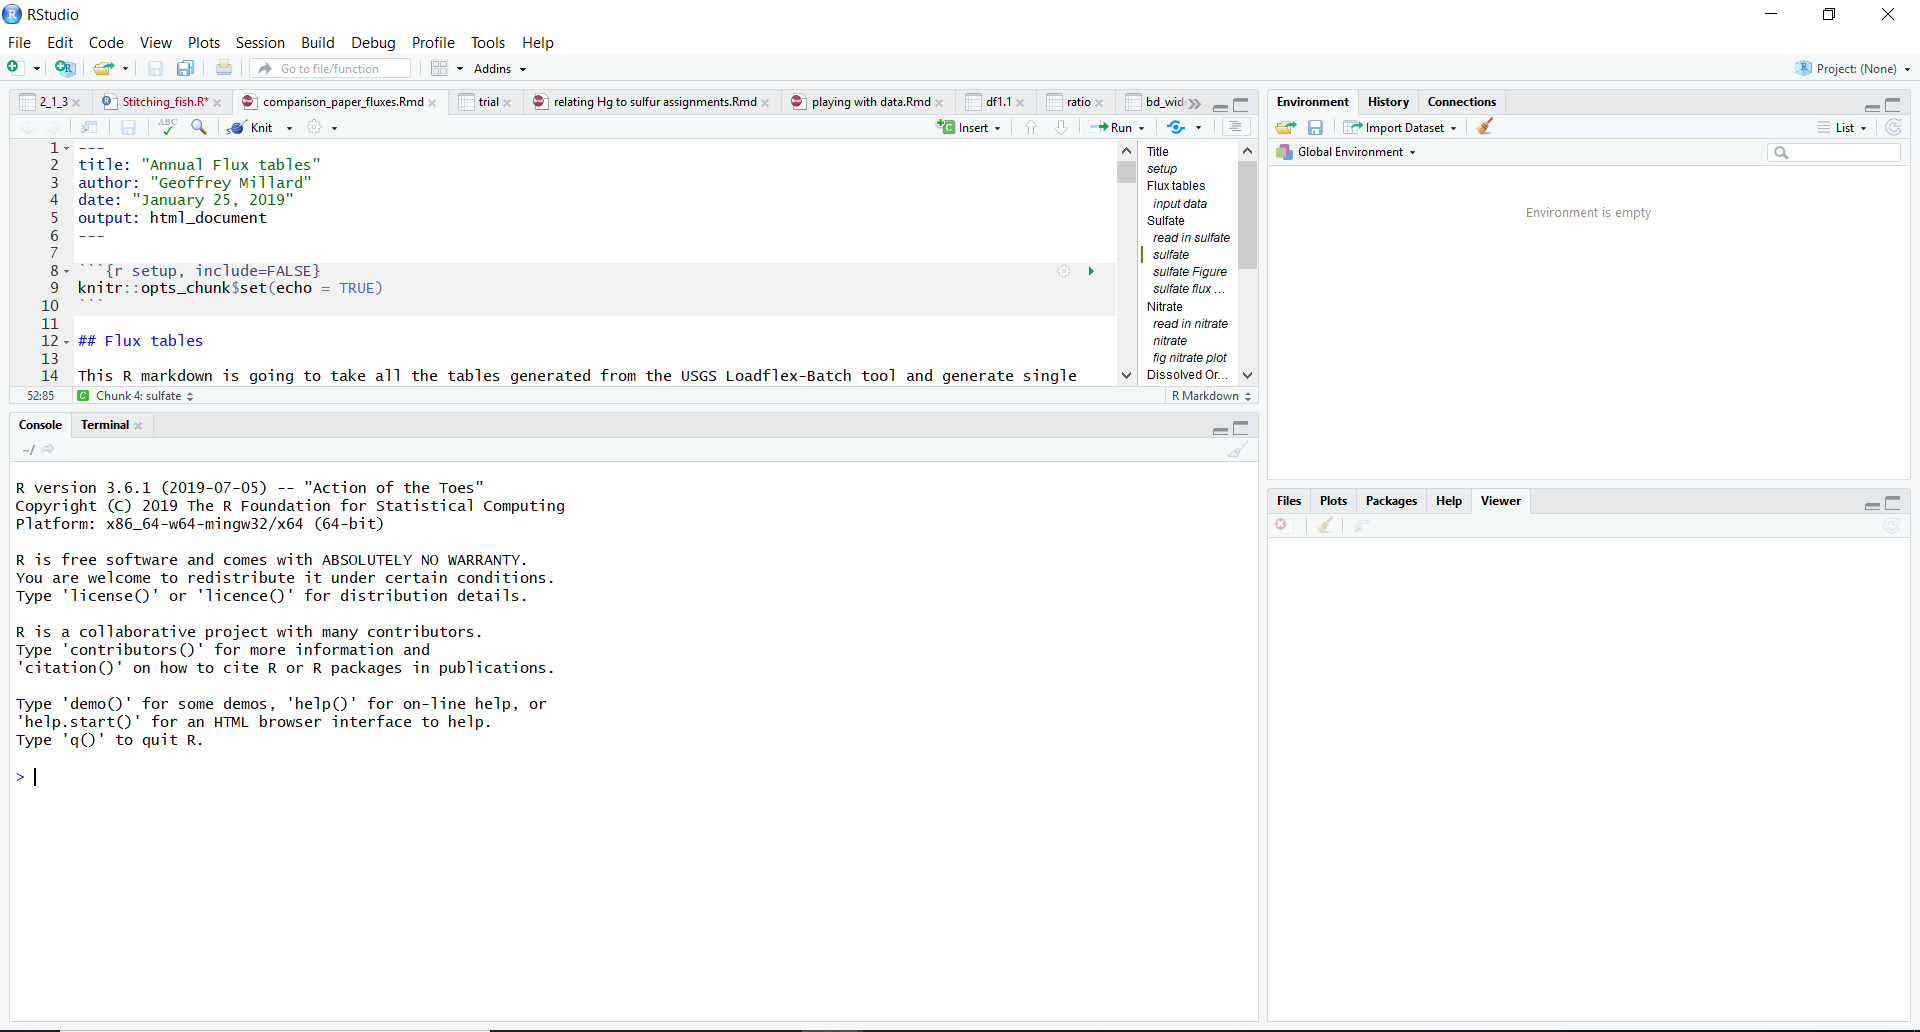 RStudio
File Edit Code View Plots Session Build Debug Profile Tools Help
Go to file/function Addins Project: (None)
2_1_3 Stitching_fish.R* comparison_paper_fluxes.Rmd trial relating Hg to sulfur assignments.Rmd playing with data.Rmd df1.1 ratio bd_wid
ABC Knit Insert Run
1 ---
2 title: "Annual Flux tables"
3 author: "Geoffrey Millard"
4 date: "January 25, 2019"
5 output: html_document
6 ---
7
8 ```{r setup, include=FALSE}
9 knitr::opts_chunk$set(echo = TRUE)
10 ```
11
12 ## Flux tables
13
14 This R markdown is going to take all the tables generated from the USGS Loadflex-Batch tool and generate single
Title
setup
Flux tables
input data
Sulfate
read in sulfate
sulfate
sulfate Figure
sulfate flux ...
Nitrate
read in nitrate
nitrate
fig nitrate plot
Dissolved Or...
52:85 C Chunk 4: sulfate R Markdown
Console Terminal
~/
R version 3.6.1 (2019-07-05) -- "Action of the Toes"
Copyright (C) 2019 The R Foundation for Statistical Computing
Platform: x86_64-w64-mingw32/x64 (64-bit)
R is free software and comes with ABSOLUTELY NO WARRANTY.
You are welcome to redistribute it under certain conditions.
Type 'license()' or 'licence()' for distribution details.
R is a collaborative project with many contributors.
Type 'contributors()' for more information and
'citation()' on how to cite R or R packages in publications.
Type 'demo()' for some demos, 'help()' for on-line help, or
'help.start()' for an HTML browser interface to help.
Type 'q()' to quit R.
>
Environment History Connections
Import Dataset List
Global Environment
Environment is empty
Files Plots Packages Help Viewer